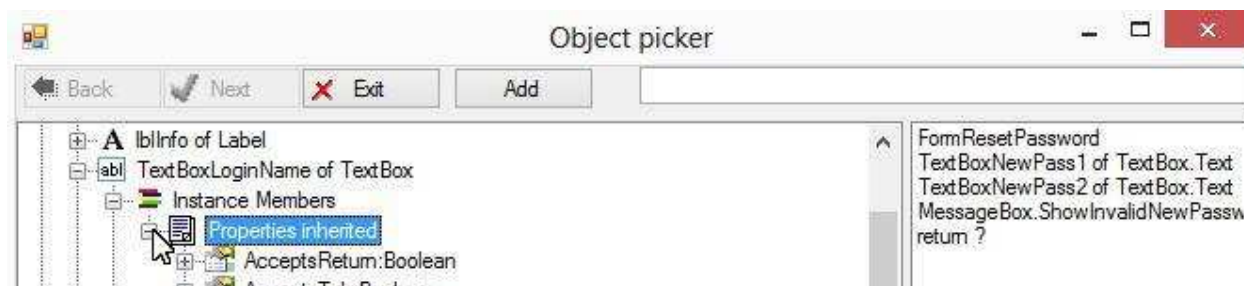 Object picker
Back Next Exit Add
lblInfo of Label
TextBoxLoginName of TextBox
Instance Members
Properties inherited
AcceptsReturn:Boolean
FormResetPassword
TextBoxNewPass1 of TextBox.Text
TextBoxNewPass2 of TextBox.Text
MessageBox.ShowInvalidNewPassw
return ?